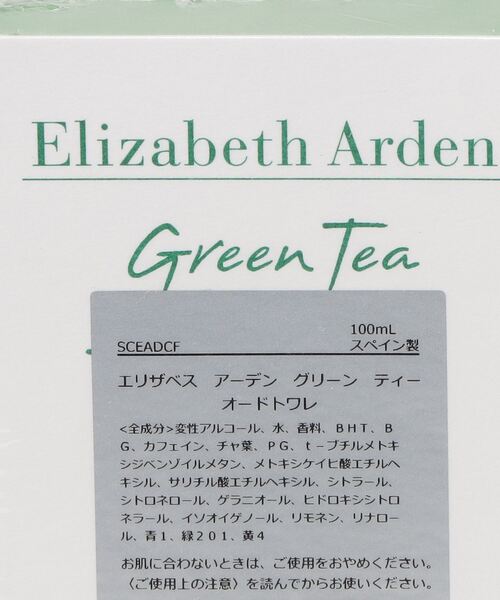 Elizabeth Arden
Green Tea
100mL
SCEADCF スペイン製
エリザベス アーデン グリーン ティー
オードトワレ
<全成分>変性アルコール、水、香料、ＢＨＴ、Ｂ
Ｇ、カフェイン、チャ葉、ＰＧ、ｔ－ブチルメトキ
シジベンゾイルメタン、メトキシケイヒ酸エチルヘ
キシル、サリチル酸エチルヘキシル、シトラール、
シトロネロール、ゲラニオール、ヒドロキシシトロ
ネラール、イソオイゲノール、リモネン、リナロー
ル、青１、緑２０１、黄４
お肌に合わないときは、ご使用をおやめください。
〈ご使用上の注意〉を読んでからお使いください。